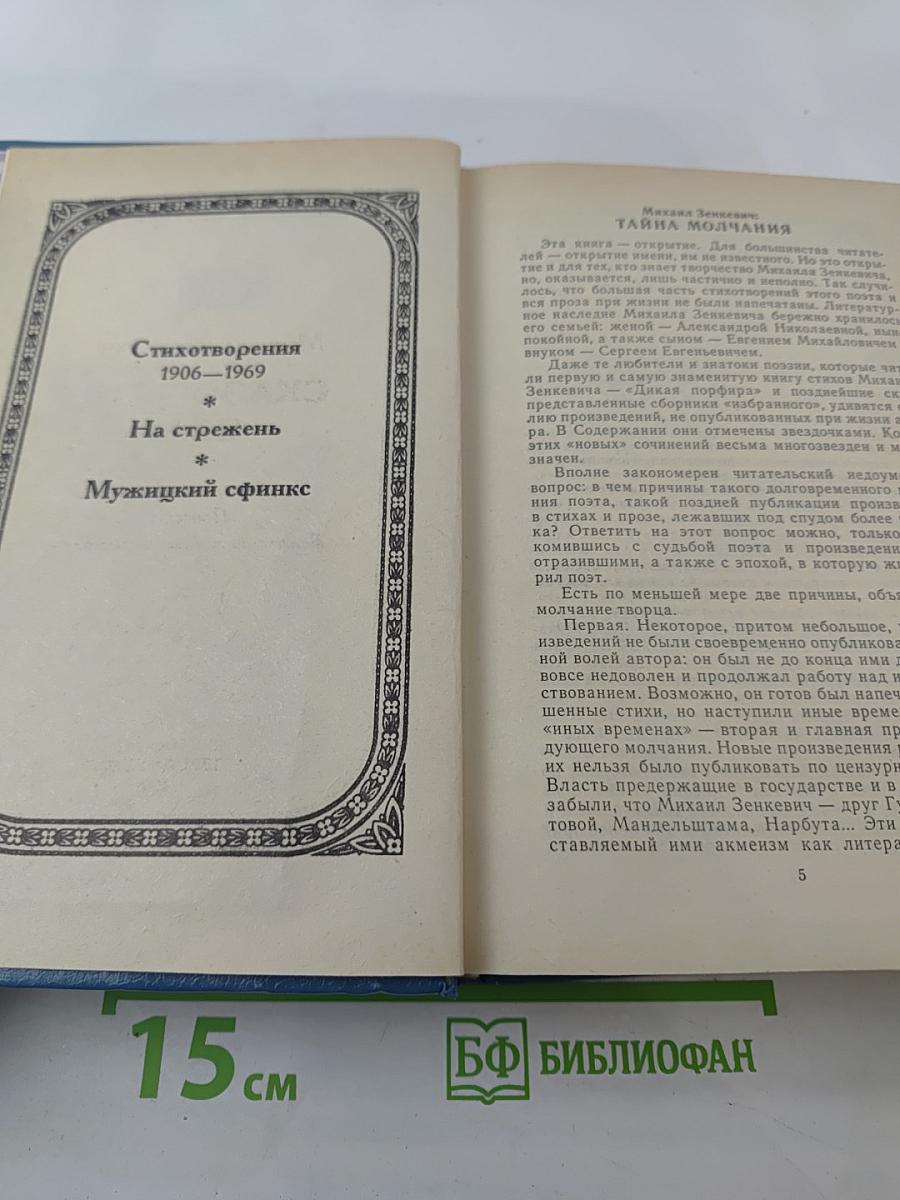 Стихотворения
1906—1969
*
На стрежень
*
Мужицкий сфинкс
Михаил Зенкевич:
ТАЙНА МОЛЧАНИЯ
Эта книга — открытие. Для большинства читате-
лей — открытие имени, им не известного. Но это откры-
тие и для тех, кто знает творчество Михаила Зенкевича,
но, оказывается, лишь частично и неполно. Так случи-
лось, что большая часть стихотворений этого поэта и
вся проза при жизни не были напечатаны. Литератур-
ное наследие Михаила Зенкевича бережно хранилось
его семьей: женой — Александрой Николаевной, вын
покойной, а также сыном — Евгением Михайловичем
внуком — Сергеем Евгеньевичем.
Даже те любители и знатоки поэзии, которые чит
ли первую и самую знаменитую книгу стихов Миха
Зенкевича — «Дикая порфира» и позднейшие ск
представленные сборники «избранного», удивятся
лию произведений, не опубликованных при жизни а
ра. В Содержании они отмечены звездочками. Ко
этих «новых» сочинений весьма многозвезден и м
значен.
Вполне закономерен читательский недоум
вопрос: в чем причины такого долговременного
ния поэта, такой поздней публикации произв
в стихах и прозе, лежавших под спудом более
ка? Ответить на этот вопрос можно, только
комившись с судьбой поэта и произведени
отразившими, а также с эпохой, в которую жи
рил поэт.
Есть по меньшей мере две причины, объя
молчание творца.
Первая. Некоторое, притом небольшое,
изведений не были своевременно опубликова
ной волей автора: он был не до конца ими д
вовсе недоволен и продолжал работу над и
ствованием. Возможно, он готов был напеч
шенные стихи, но наступили иные време
«иных временах» — вторая и главная пр
дующего молчания. Новые произведения
их нельзя было публиковать по цензурн
Власть предержащие в государстве и в
забыли, что Михаил Зенкевич — друг Гу
товой, Мандельштама, Нарбута... Эти
ставляемый ими акмеизм как литера
5
15 см
БФ БИБЛИОФАН